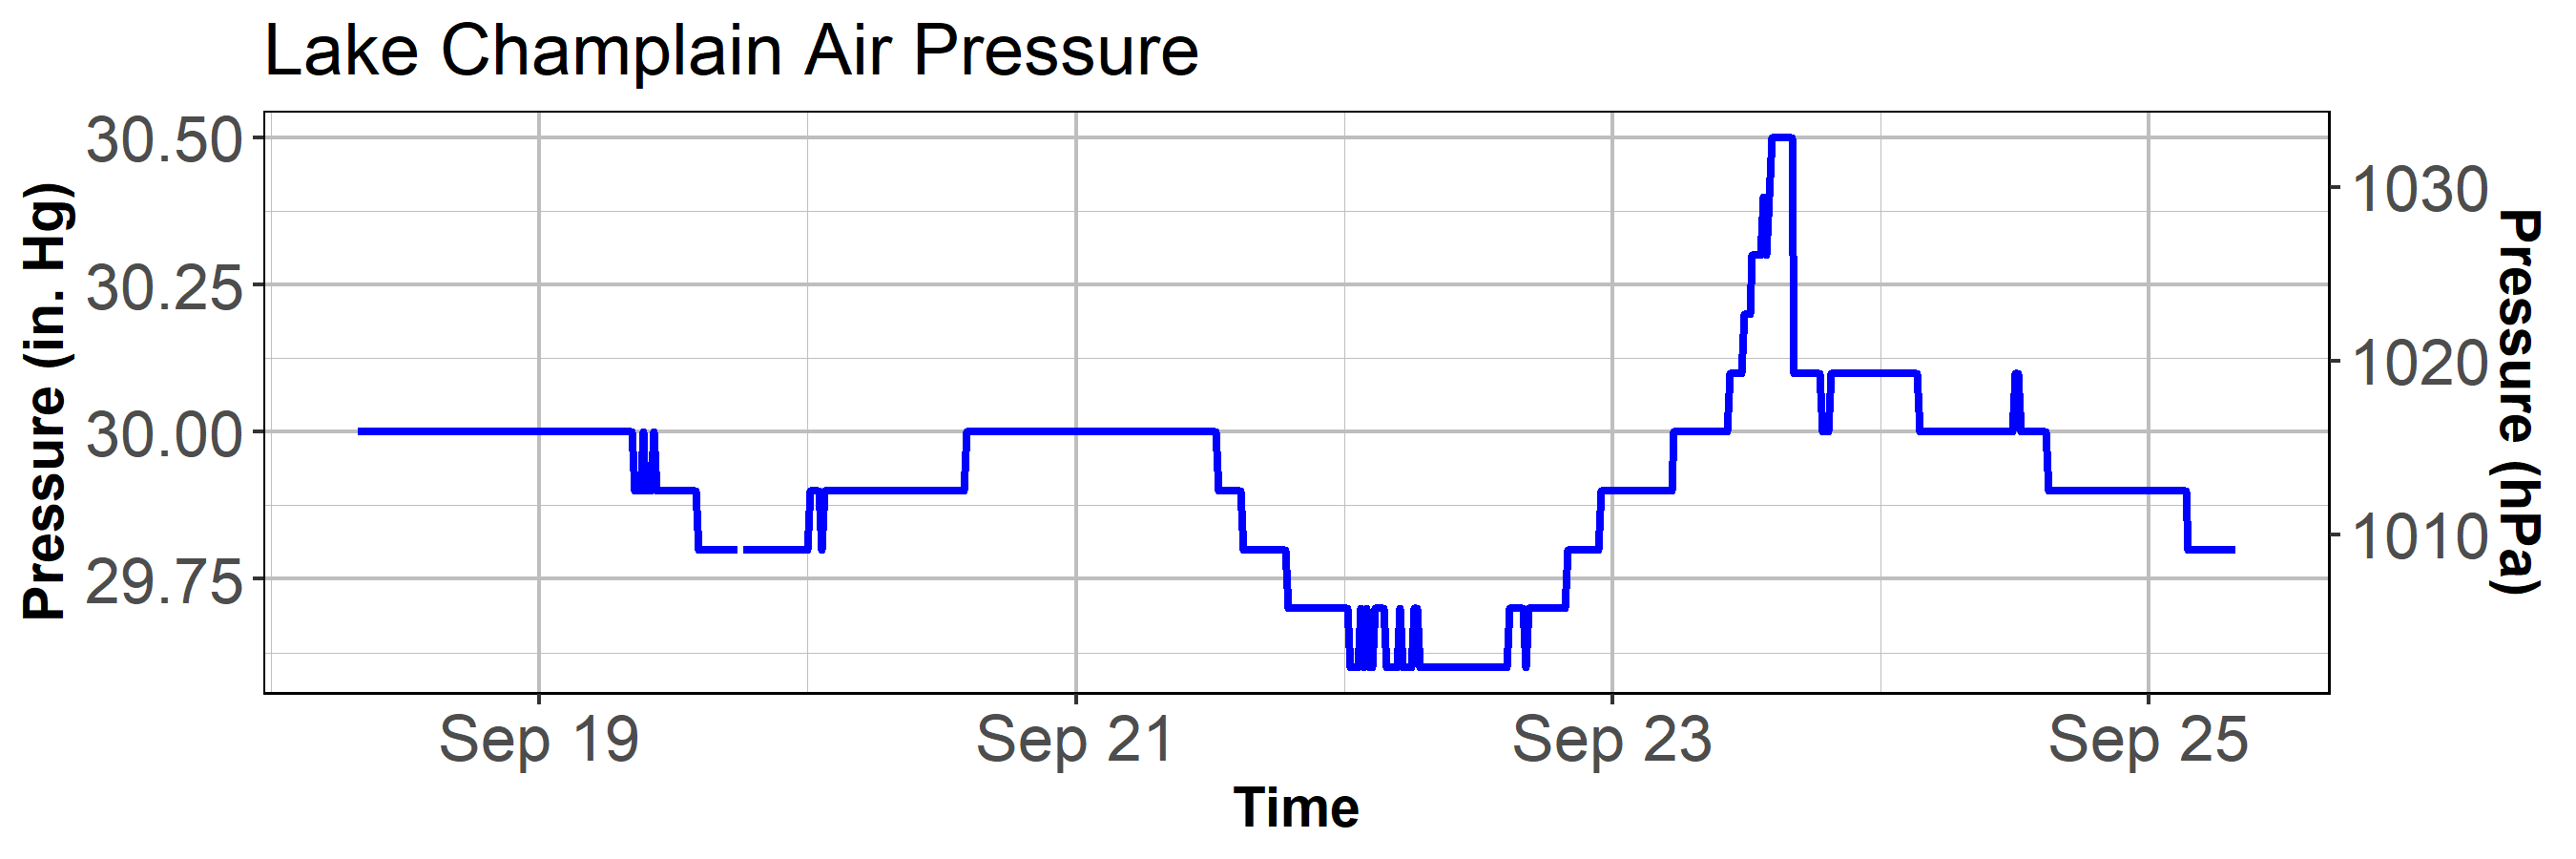 Lake Champlain Air Pressure
Pressure (in. Hg)
30.50
30.25
30.00
29.75
1030
1020
1010
Pressure (hPa)
Sep 19
Sep 21
Sep 23
Sep 25
Time